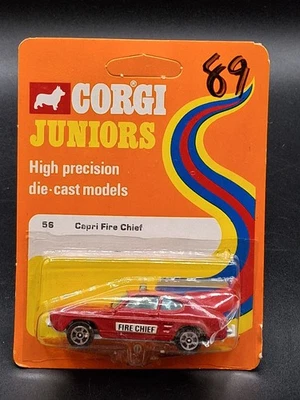 89
CORGI®
JUNIORS
High precision
die-cast models
56 Capri Fire Chief
FIRE CHIEF